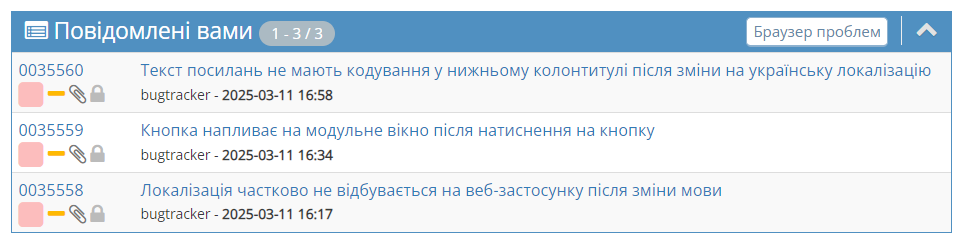 Повідомлені вами 1 - 3 / 3 Браузер проблем
0035560 Текст посилань не мають кодування у нижньому колонтитулі після зміни на українську локалізацію
bugtracker - 2025-03-11 16:58
0035559 Кнопка напливає на модульне вікно після натиснення на кнопку
bugtracker - 2025-03-11 16:34
0035558 Локалізація частково не відбувається на веб-застосунку після зміни мови
bugtracker - 2025-03-11 16:17